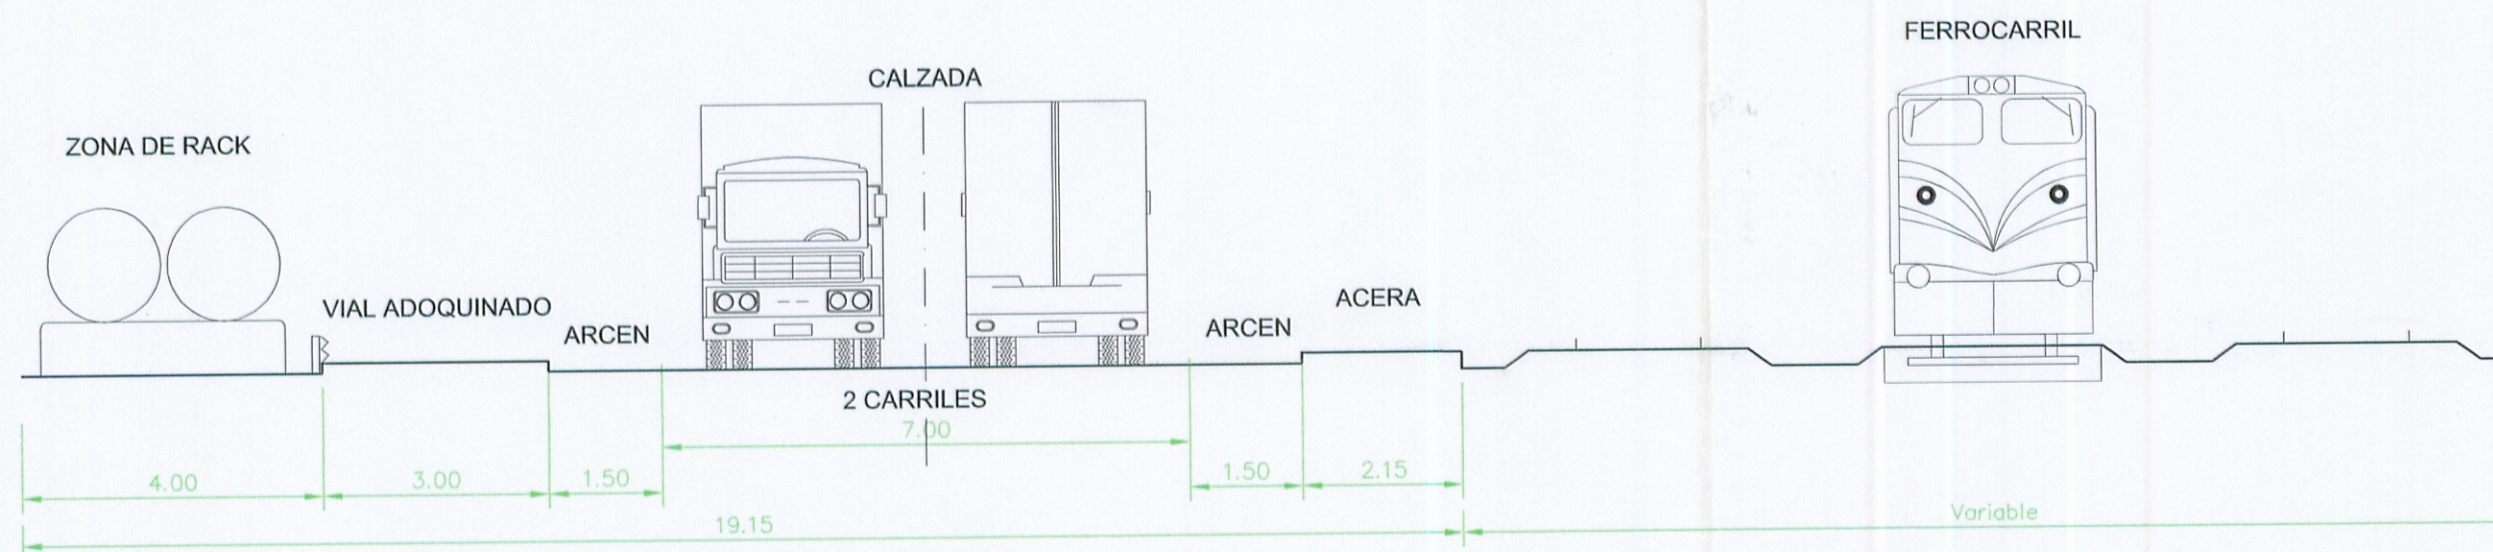 FERROCARRIL
CALZADA
ZONA DE RACK
VIAL ADOQUINADO
ARCEN
ARCEN
ACERA
2 CARRILES
7.00
4.00
3.00
1.50
1.50
2.15
19.15
Variable